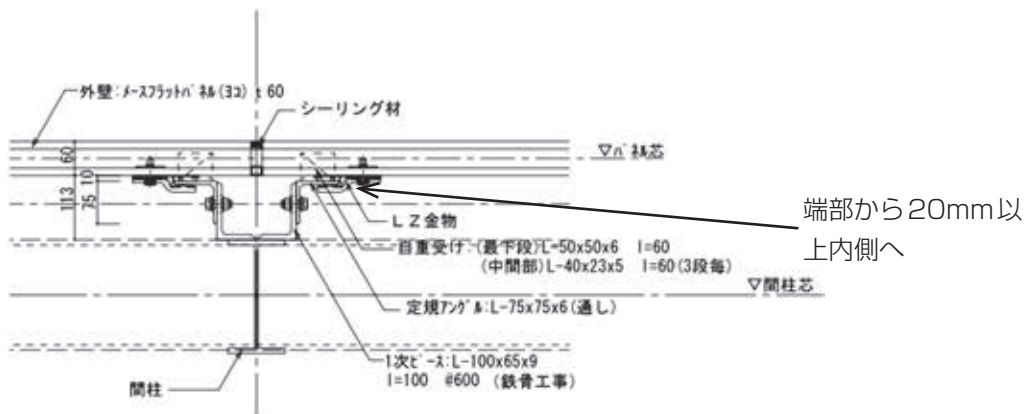 外壁:メースフラットパネル(ヨコ) t 60
シーリング材
▽パネル芯
60
10
113
75
LZ金物
端部から20mm以
上内側へ
自重受け:(最下段)L-50x50x6 l=60
(中間部)L-40x23x5 l=60(3段毎)
▽間柱芯
定規アングル:L-75x75x6(通し)
1次ピース:L-100x65x9
l=100 @600 (鉄骨工事)
間柱